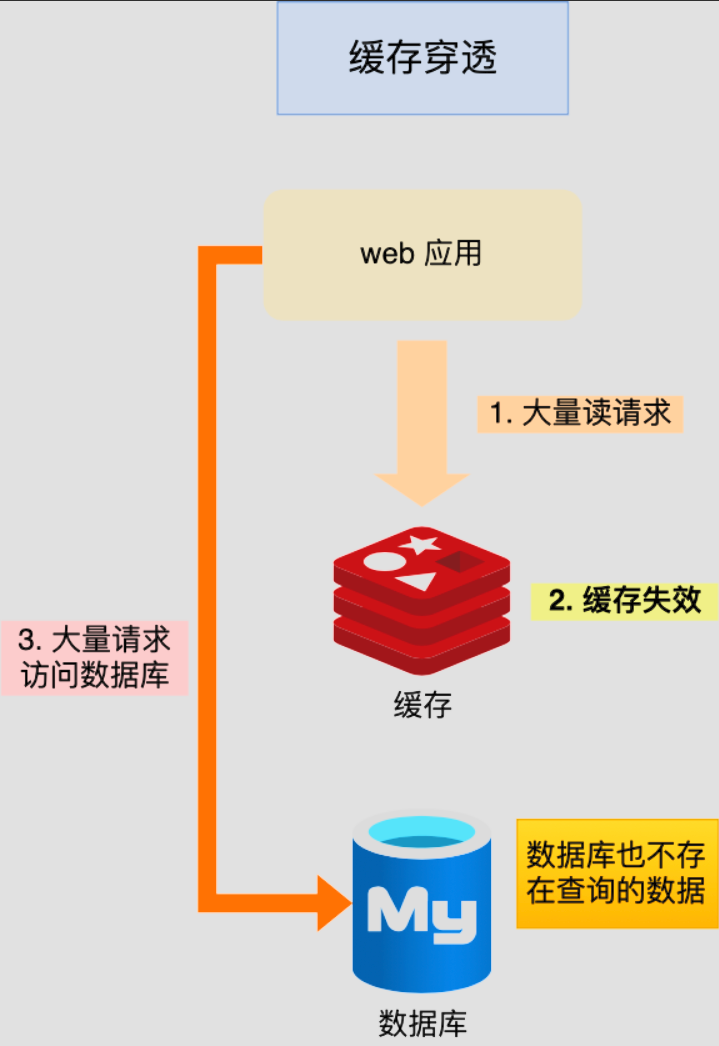 缓存穿透
web 应用
1. 大量读请求
2. 缓存失效
3. 大量请求
访问数据库
缓存
数据库也不存
在查询的数据
My
数据库